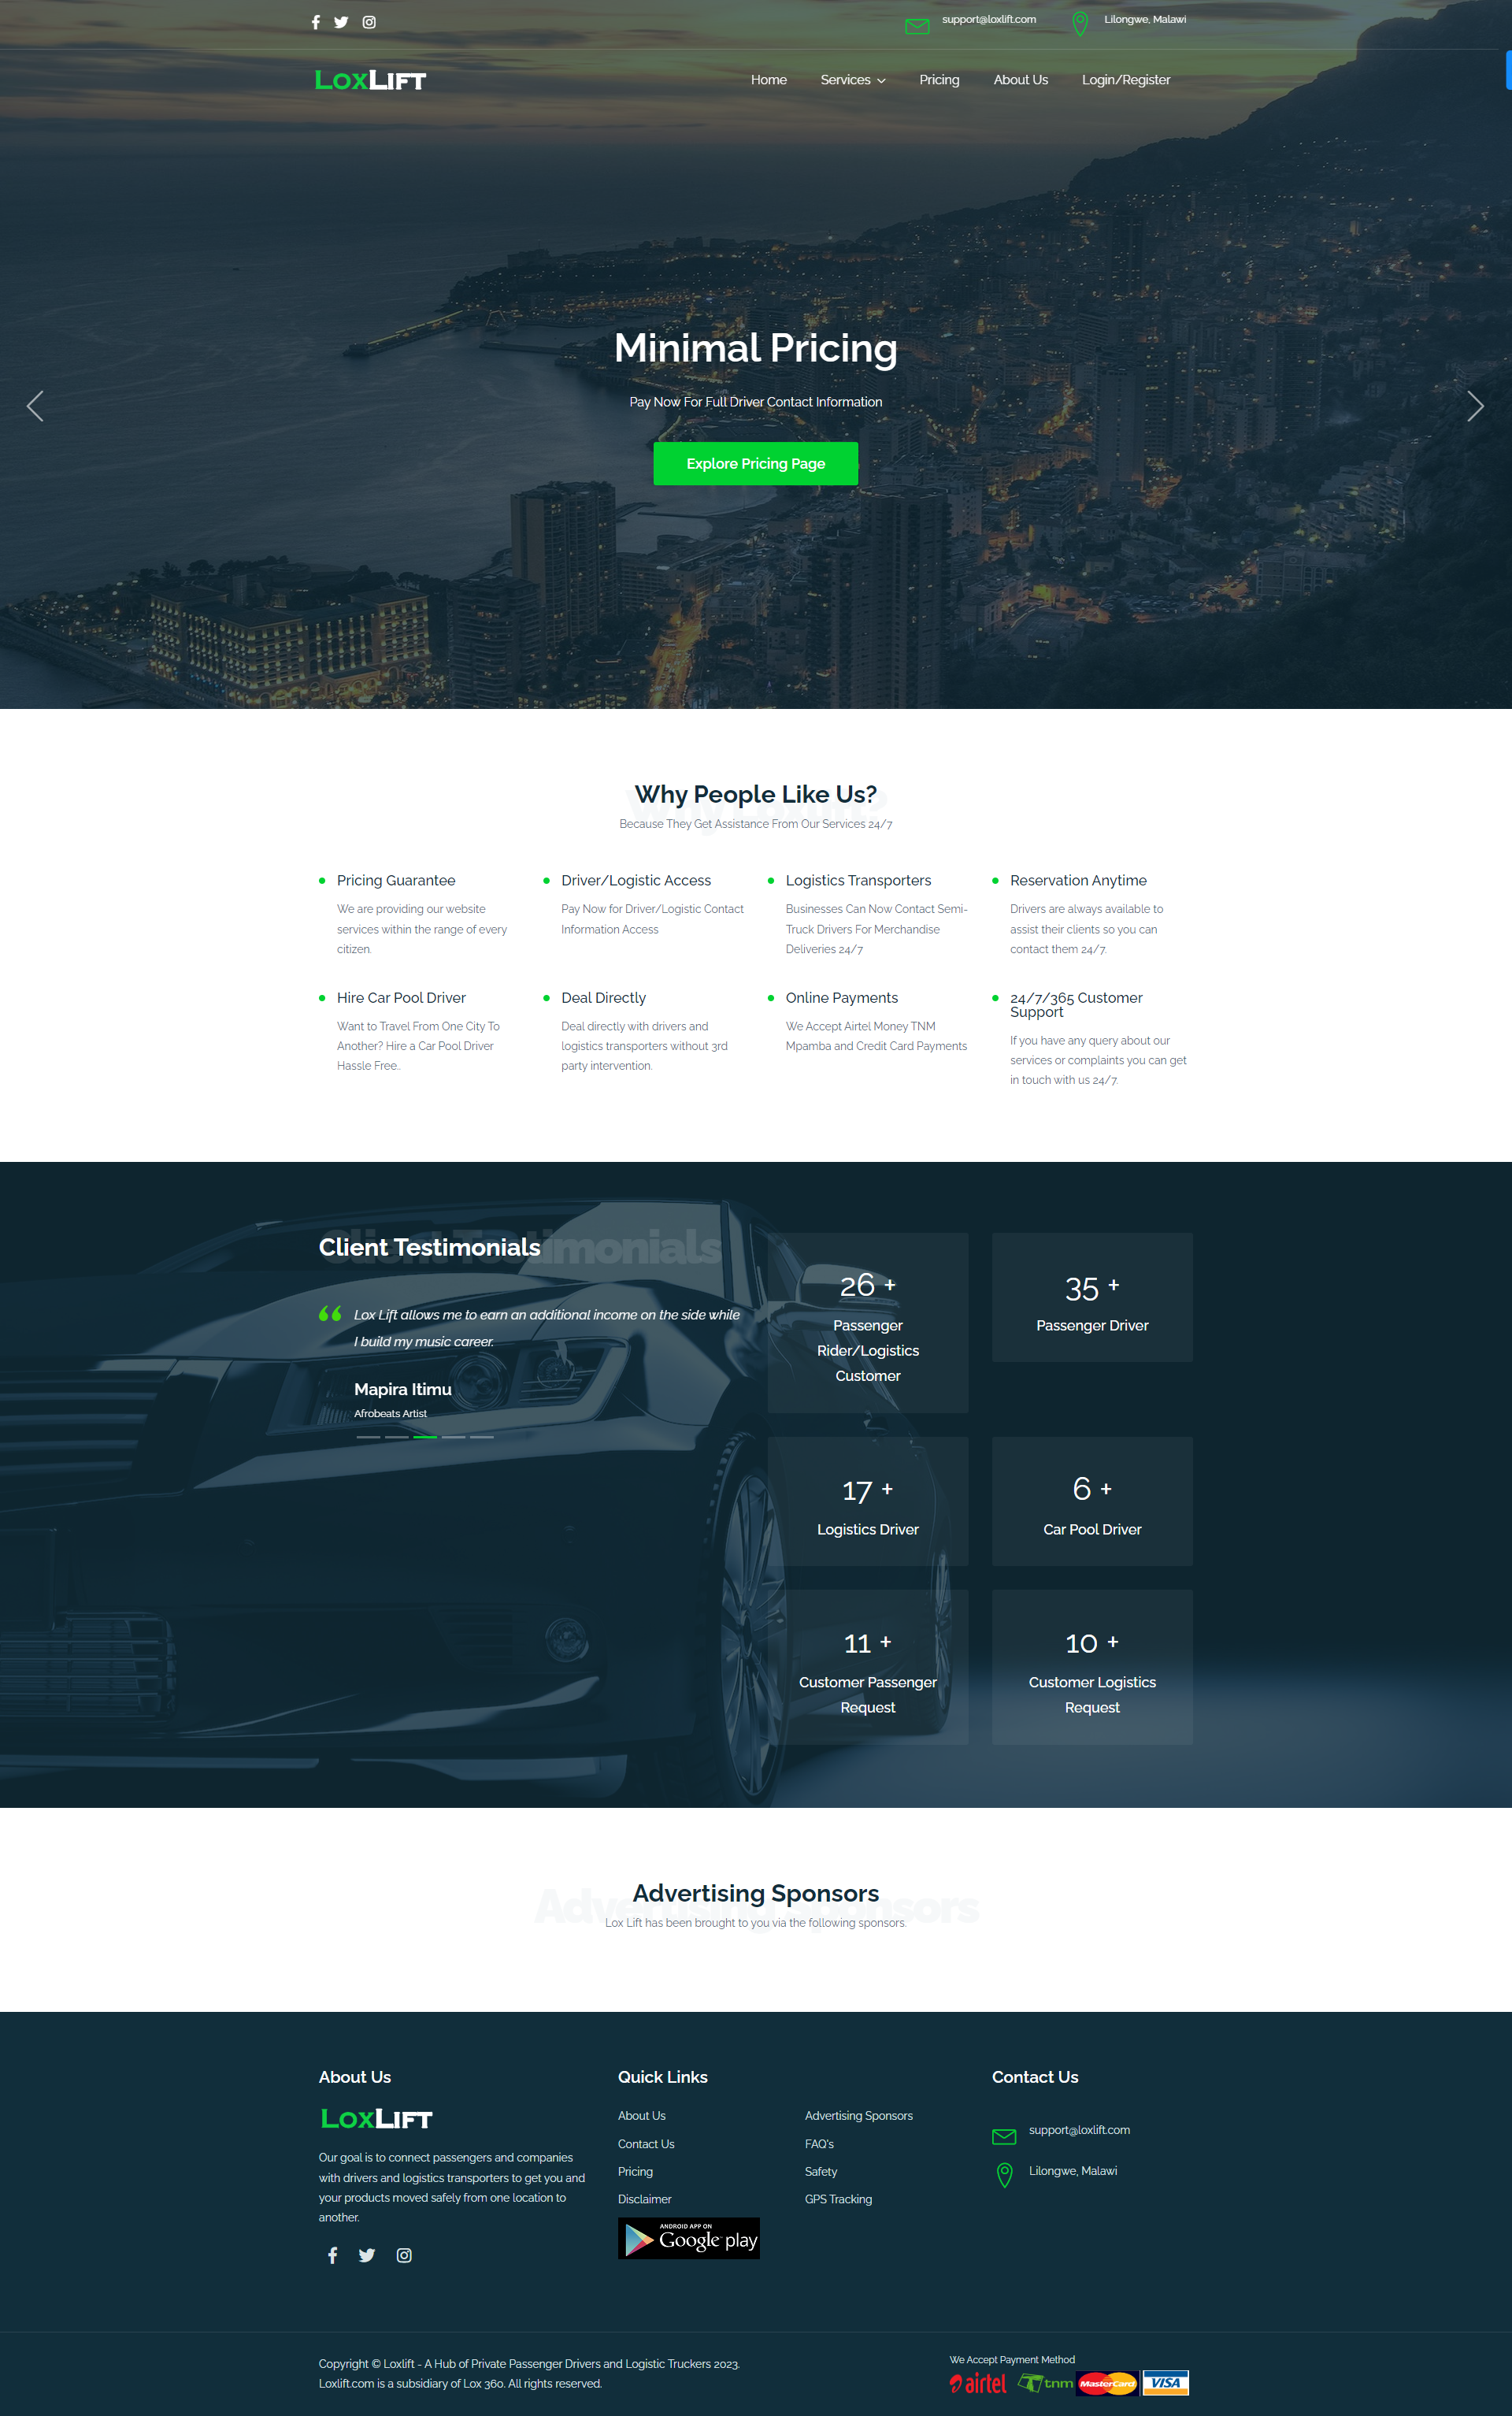 support@loxlift.com
Lilongwe, Malawi
LOXLIFT
Home
Services
Pricing
About Us
Login/Register
Minimal Pricing
Pay Now For Full Driver Contact Information
Explore Pricing Page
Why People Like Us?
Because They Get Assistance From Our Services 24/7
Pricing Guarantee
We are providing our website
services within the range of every
citizen.
Driver/Logistic Access
Pay Now for Driver/Logistic Contact
Information Access
Logistics Transporters
Businesses Can Now Contact Semi-
Truck Drivers For Merchandise
Deliveries 24/7
Reservation Anytime
Drivers are always available to
assist their clients so you can
contact them 24/7.
Hire Car Pool Driver
Want to Travel From One City To
Another? Hire a Car Pool Driver
Hassle Free..
Deal Directly
Deal directly with drivers and
logistics transporters without 3rd
party intervention.
Online Payments
We Accept Airtel Money TNM
Mpamba and Credit Card Payments
24/7/365 Customer
Support
If you have any query about our
services or complaints you can get
in touch with us 24/7.
Client Testimonials
Client Testimonials
Lox Lift allows me to earn an additional income on the side while
I build my music career.
Mapira Itimu
Afrobeats Artist
26 +
Passenger
Rider/Logistics
Customer
35 +
Passenger Driver
17 +
Logistics Driver
6 +
Car Pool Driver
11 +
Customer Passenger
Request
10 +
Customer Logistics
Request
Advertising Sponsors
Advertising Sponsors
Lox Lift has been brought to you via the following sponsors.
About Us
LOXLIFT
Our goal is to connect passengers and companies
with drivers and logistics transporters to get you and
your products moved safely from one location to
another.
Quick Links
About Us
Contact Us
Pricing
Disclaimer
ANDROID APP ON
Google play
Advertising Sponsors
FAQ's
Safety
GPS Tracking
Contact Us
support@loxlift.com
Lilongwe, Malawi
Copyright © Loxlift - A Hub of Private Passenger Drivers and Logistic Truckers 2023.
Loxlift.com is a subsidiary of Lox 360. All rights reserved.
We Accept Payment Method
airtel
tnm
MasterCard
VISA